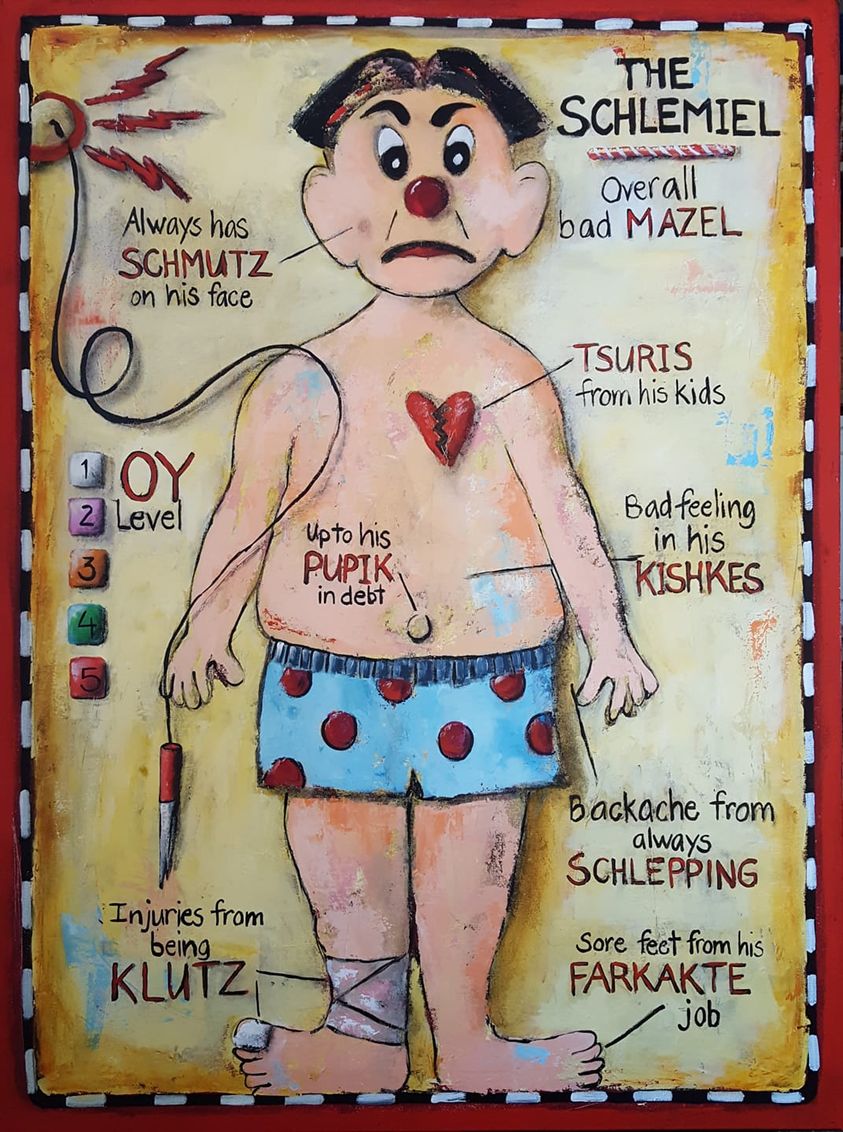 THE
SCHLEMIEL
Overall
bad MAZEL
Always has
SCHMUTZ
on his face
TSURIS
from his kids
1 OY
2 Level
3
4
5
Up to his
PUPIK
in debt
Bad feeling
in his
KISHKES
Backache from
always
SCHLEPPING
Injuries from
being
KLUTZ
Sore feet from his
FARKAKTE
job